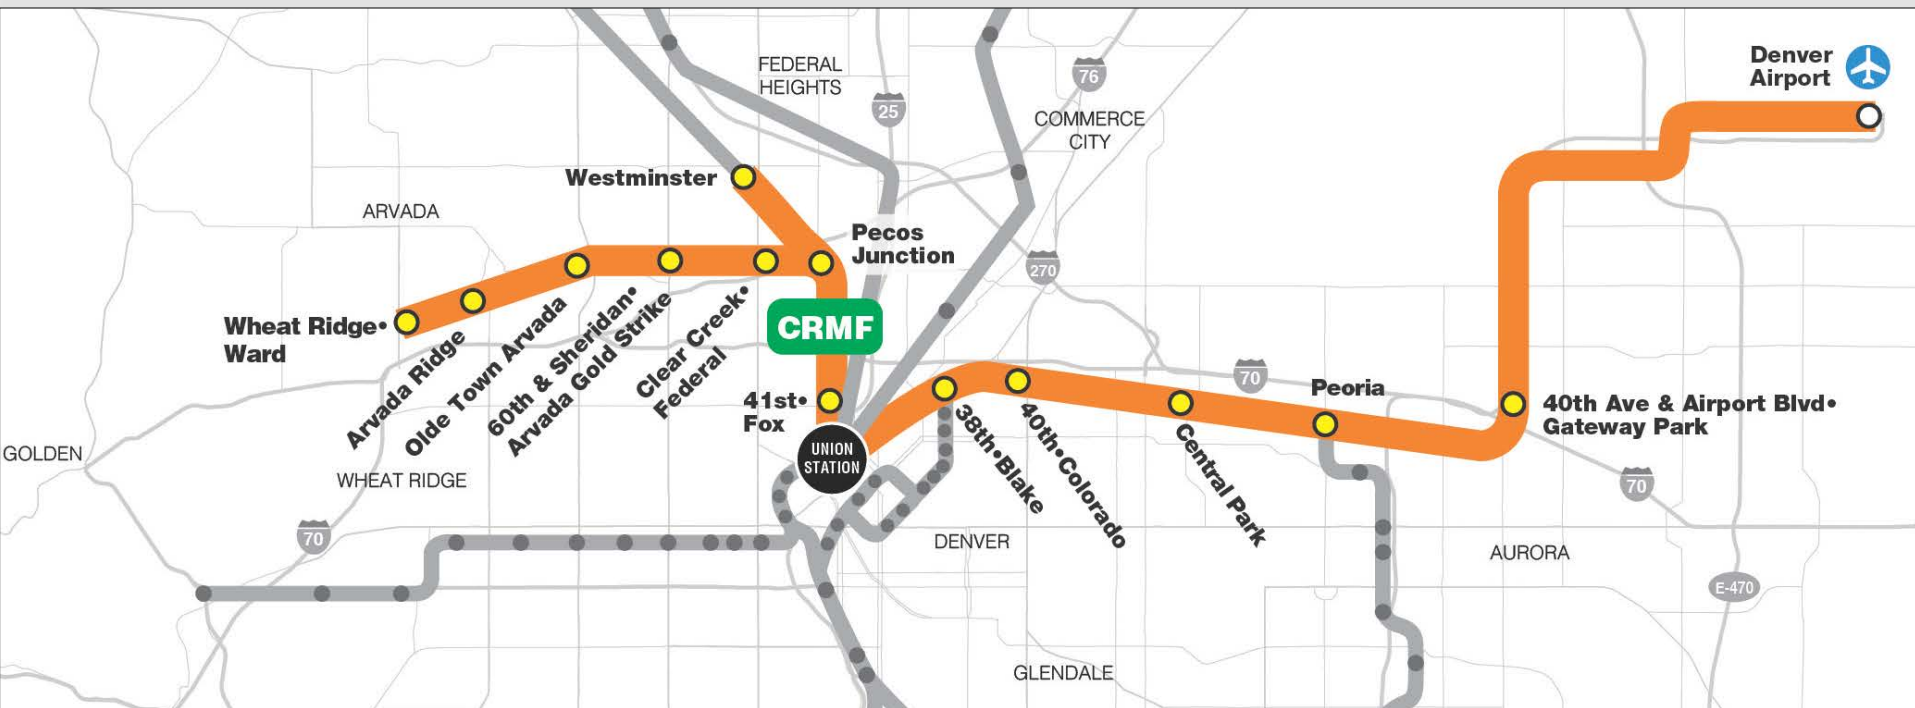 Denver
Airport
FEDERAL
HEIGHTS
76
25
COMMERCE
CITY
Westminster
ARVADA
Pecos
Junction
270
Wheat Ridge•
Ward
Arvada Ridge
Olde Town Arvada
60th & Sheridan•
Arvada Gold Strike
Clear Creek•
Federal
CRMF
41st•
Fox
UNION
STATION
38th•Blake
40th•Colorado
Central Park
70
Peoria
40th Ave & Airport Blvd•
Gateway Park
GOLDEN
WHEAT RIDGE
70
70
DENVER
AURORA
E-470
GLENDALE